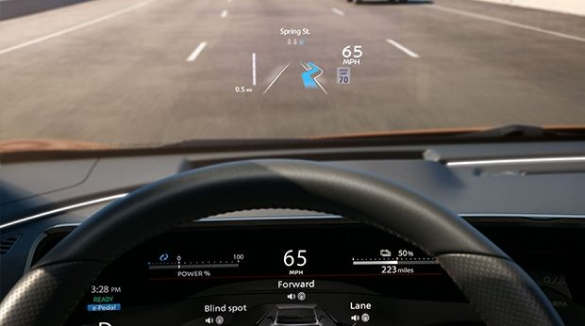 Spring St.
65
MPH
0.5 mi
70
0
100
POWER %
65
MPH
50%
223 miles
3:28 PM
READY
e-Pedal
Forward
Blind spot
Lane